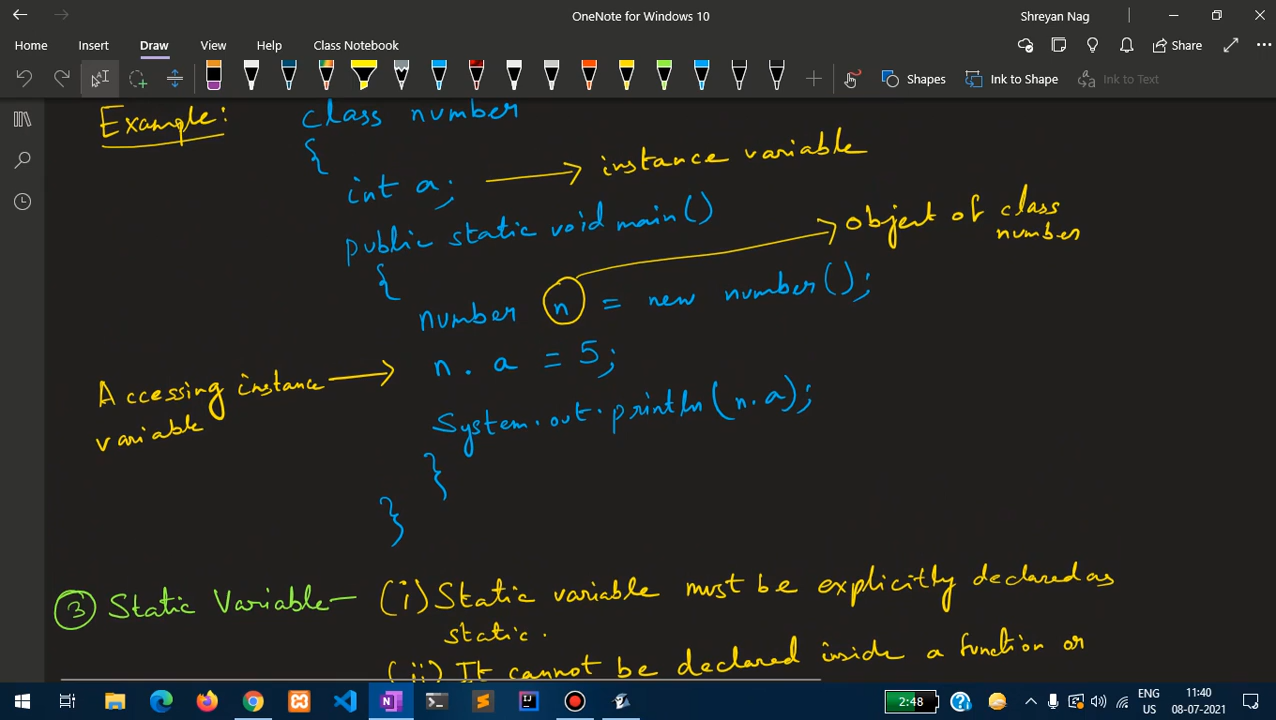 OneNote for Windows 10
Shreyan Nag
Home Insert Draw View Help Class Notebook
Share
Shapes
Ink to Shape
Ink to Text
Example:
class number
{
int a;
instance variable
public static void main()
object of class
number
{
number n = new number();
Accessing instance
variable
n. a = 5;
System.out.println(n.a);
}
}
3 Static Variable- (i) Static variable must be explicitly declared as
static.
(ii) It cannot be declared inside a function or
2:48
ENG
US
11:40
08-07-2021